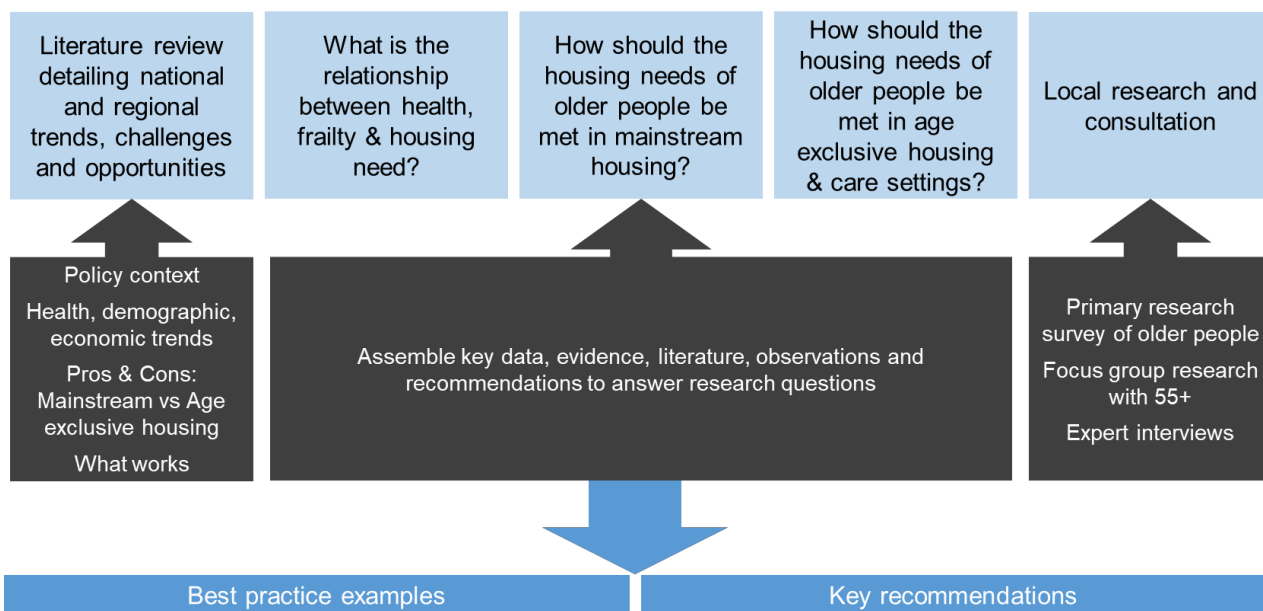 Literature review
detailing national
and regional
trends, challenges
and opportunities
What is the
relationship
between health,
frailty & housing
need?
How should the
housing needs of
older people be
met in mainstream
housing?
How should the
housing needs of
older people be
met in age
exclusive housing
& care settings?
Local research and
consultation
Policy context
Health, demographic,
economic trends
Pros & Cons:
Mainstream vs Age
exclusive housing
What works
Assemble key data, evidence, literature, observations and
recommendations to answer research questions
Primary research
survey of older people
Focus group research
with 55+
Expert interviews
Best practice examples
Key recommendations